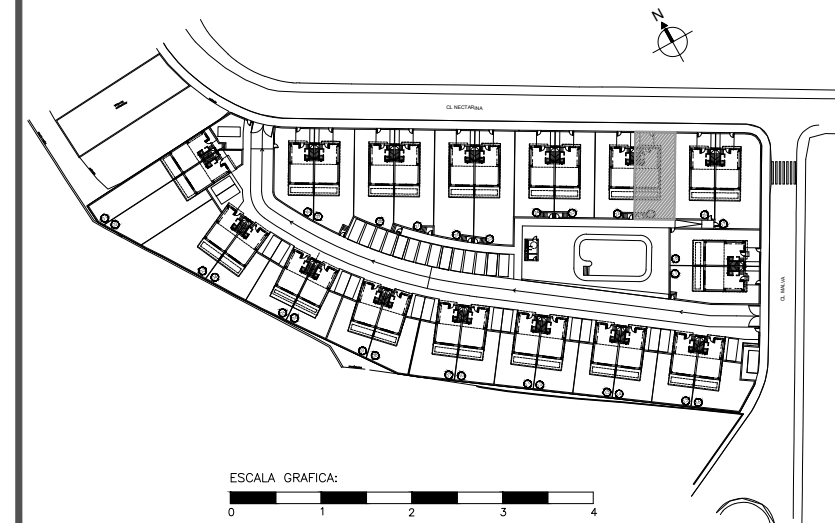 N
CL NECTARINA
CL MALVA
ESCALA GRAFICA:
0 1 2 3 4